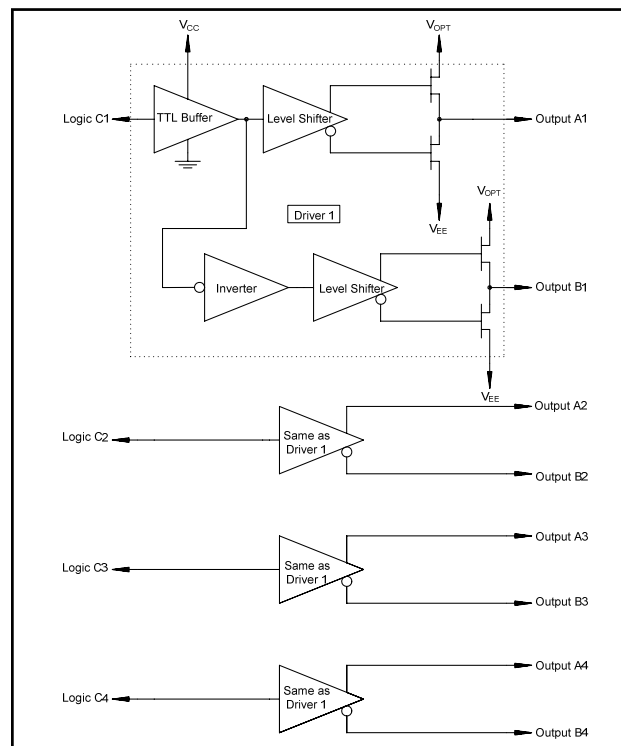 VCC
VOPT
Logic C1
TTL Buffer
Level Shifter
Output A1
Driver 1
VEE
VOPT
Inverter
Level Shifter
Output B1
VEE
Output A2
Logic C2
Same as
Driver 1
Output B2
Output A3
Logic C3
Same as
Driver 1
Output B3
Output A4
Logic C4
Same as
Driver 1
Output B4